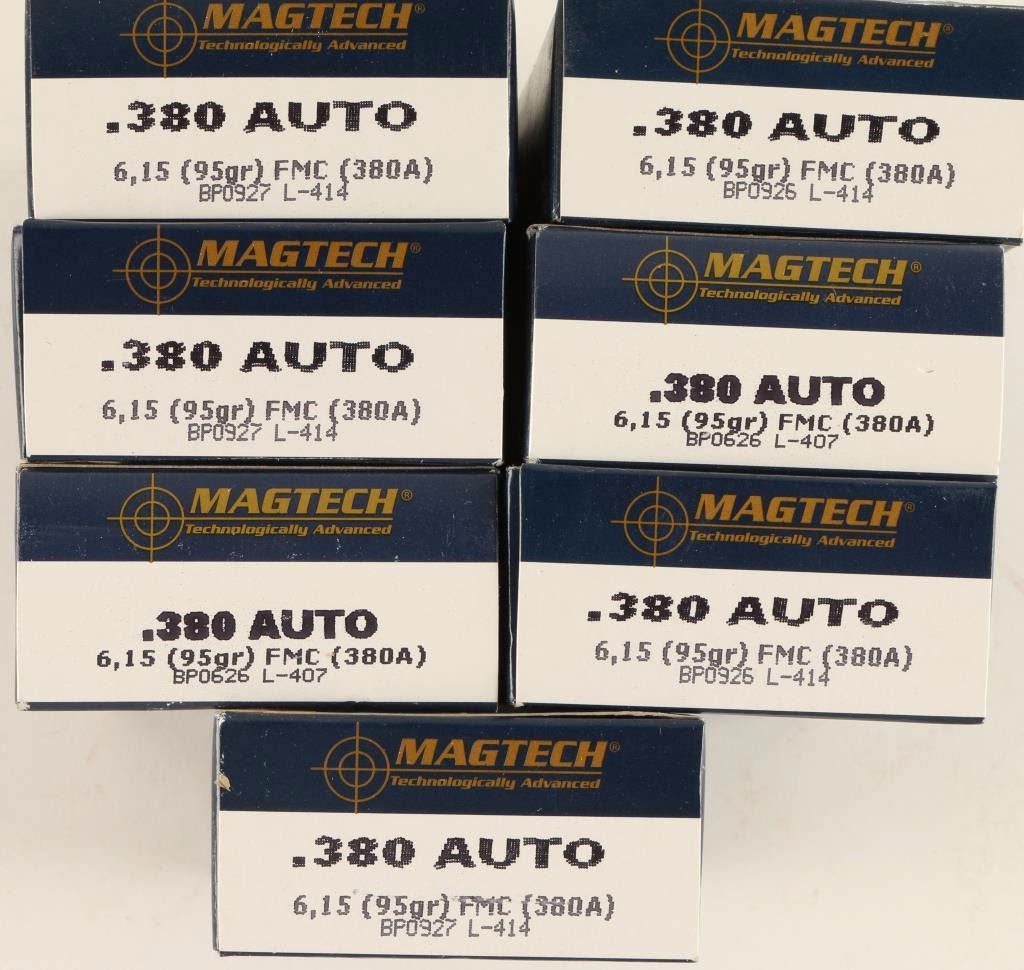 MAGTECH®
Technologically Advanced
.380 AUTO
6,15 (95gr) FMC (380A)
BP0927 L-414
MAGTECH®
Technologically Advanced
.380 AUTO
6,15 (95gr) FMC (380A)
BP0926 L-414
MAGTECH®
Technologically Advanced
.380 AUTO
6,15 (95gr) FMC (380A)
BP0927 L-414
MAGTECH®
Technologically Advanced
.380 AUTO
6,15 (95gr) FMC (380A)
BP0626 L-407
MAGTECH®
Technologically Advanced
.380 AUTO
6,15 (95gr) FMC (380A)
BP0626 L-407
MAGTECH®
Technologically Advanced
.380 AUTO
6,15 (95gr) FMC (380A)
BP0926 L-414
MAGTECH®
Technologically Advanced
.380 AUTO
6,15 (95gr) FMC (380A)
BP0927 L-414